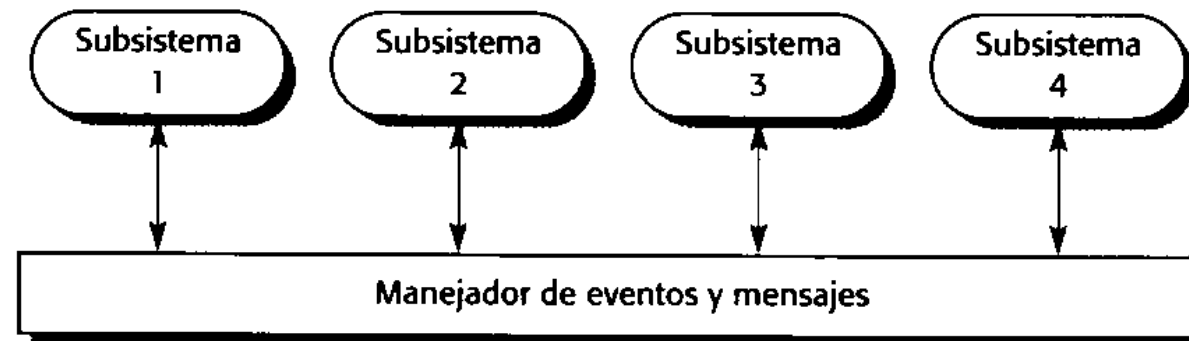 Subsistema
1
Subsistema
2
Subsistema
3
Subsistema
4
Manejador de eventos y mensajes